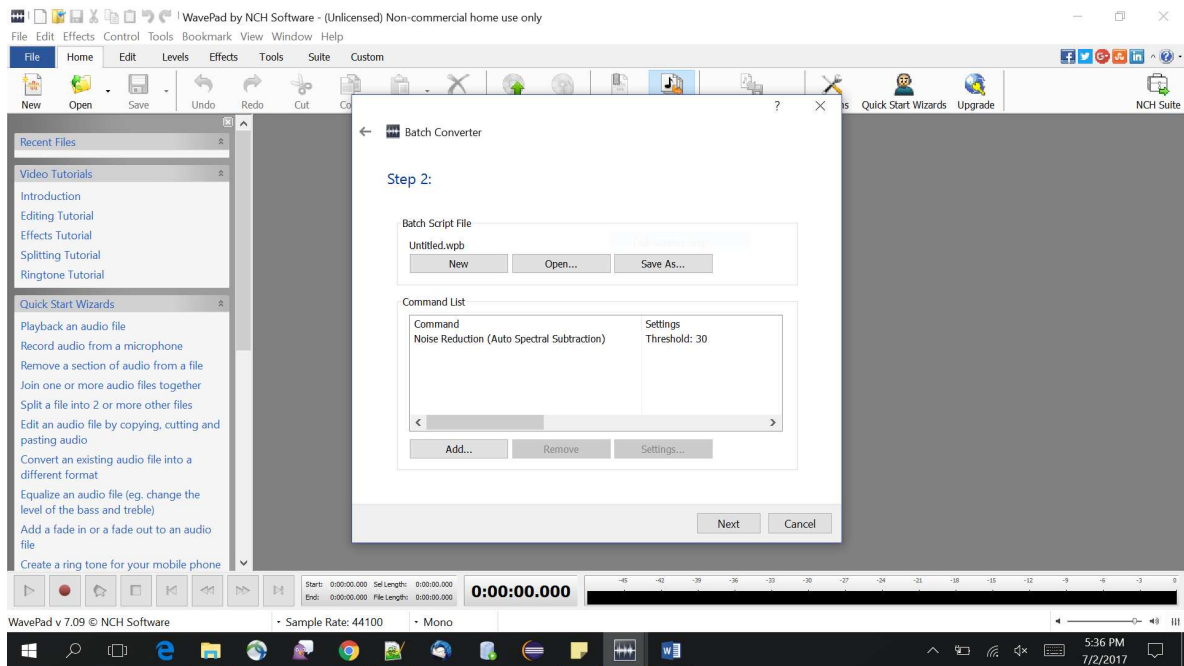 WavePad by NCH Software - (Unlicensed) Non-commercial home use only
File Edit Effects Control Tools Bookmark View Window Help
File Home Edit Levels Effects Tools Suite Custom
New Open Save Undo Redo Cut Co Quick Start Wizards Upgrade NCH Suite
Recent Files
Video Tutorials
Introduction
Editing Tutorial
Effects Tutorial
Splitting Tutorial
Ringtone Tutorial
Quick Start Wizards
Playback an audio file
Record audio from a microphone
Remove a section of audio from a file
Join one or more audio files together
Split a file into 2 or more other files
Edit an audio file by copying, cutting and
pasting audio
Convert an existing audio file into a
different format
Equalize an audio file (eg. change the
level of the bass and treble)
Add a fade in or a fade out to an audio
file
Create a ring tone for your mobile phone
Batch Converter
Step 2:
Batch Script File
Untitled.wpb
New Open... Save As...
Command List
Command Settings
Noise Reduction (Auto Spectral Subtraction) Threshold: 30
Add... Remove Settings...
Next Cancel
Start: 0:00:00.000 Sel Length: 0:00:00.000
End: 0:00:00.000 File Length: 0:00:00.000
0:00:00.000
-45 -42 -39 -36 -33 -30 -27 -24 -21 -18 -15 -12 -9 -6 -3 0
WavePad v 7.09 © NCH Software Sample Rate: 44100 Mono
5:36 PM
7/2/2017